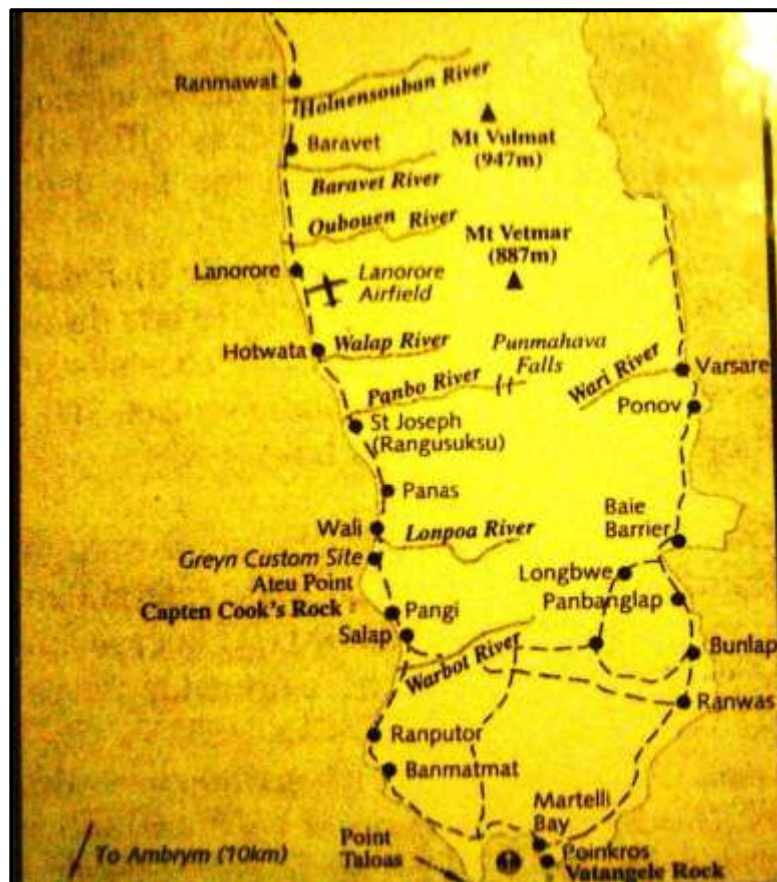 Ranmawat
Holnensouban River
Mt Vulmat
(947m)
Baravet
Baravet River
Oubouen River
Mt Vetmar
(887m)
Lanorore
Lanorore
Airfield
Hotwata
Walap River
Punmahava
Falls
Panbo River
Wari River
Varsare
Ponov
St Joseph
(Rangusuksu)
Panas
Baie
Barrier
Wali
Lonpoa River
Greyn Custom Site
Ateu Point
Longbwe
Panbanglap
Capten Cook's Rock
Pangi
Salap
Bunlap
Warbot River
Ranwas
Ranputor
Banmatmat
Martelli
Bay
Point
Taloas
To Ambrym (10km)
Poinkros
Vatangele Rock